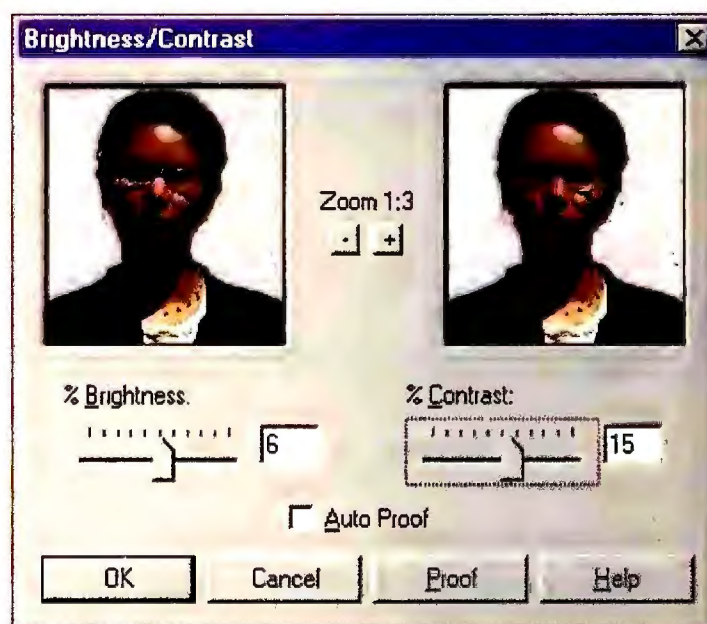 Brightness/Contrast
Zoom 1:3
- +
% Brightness.
6
% Contrast:
15
Auto Proof
OK
Cancel
Proof
Help